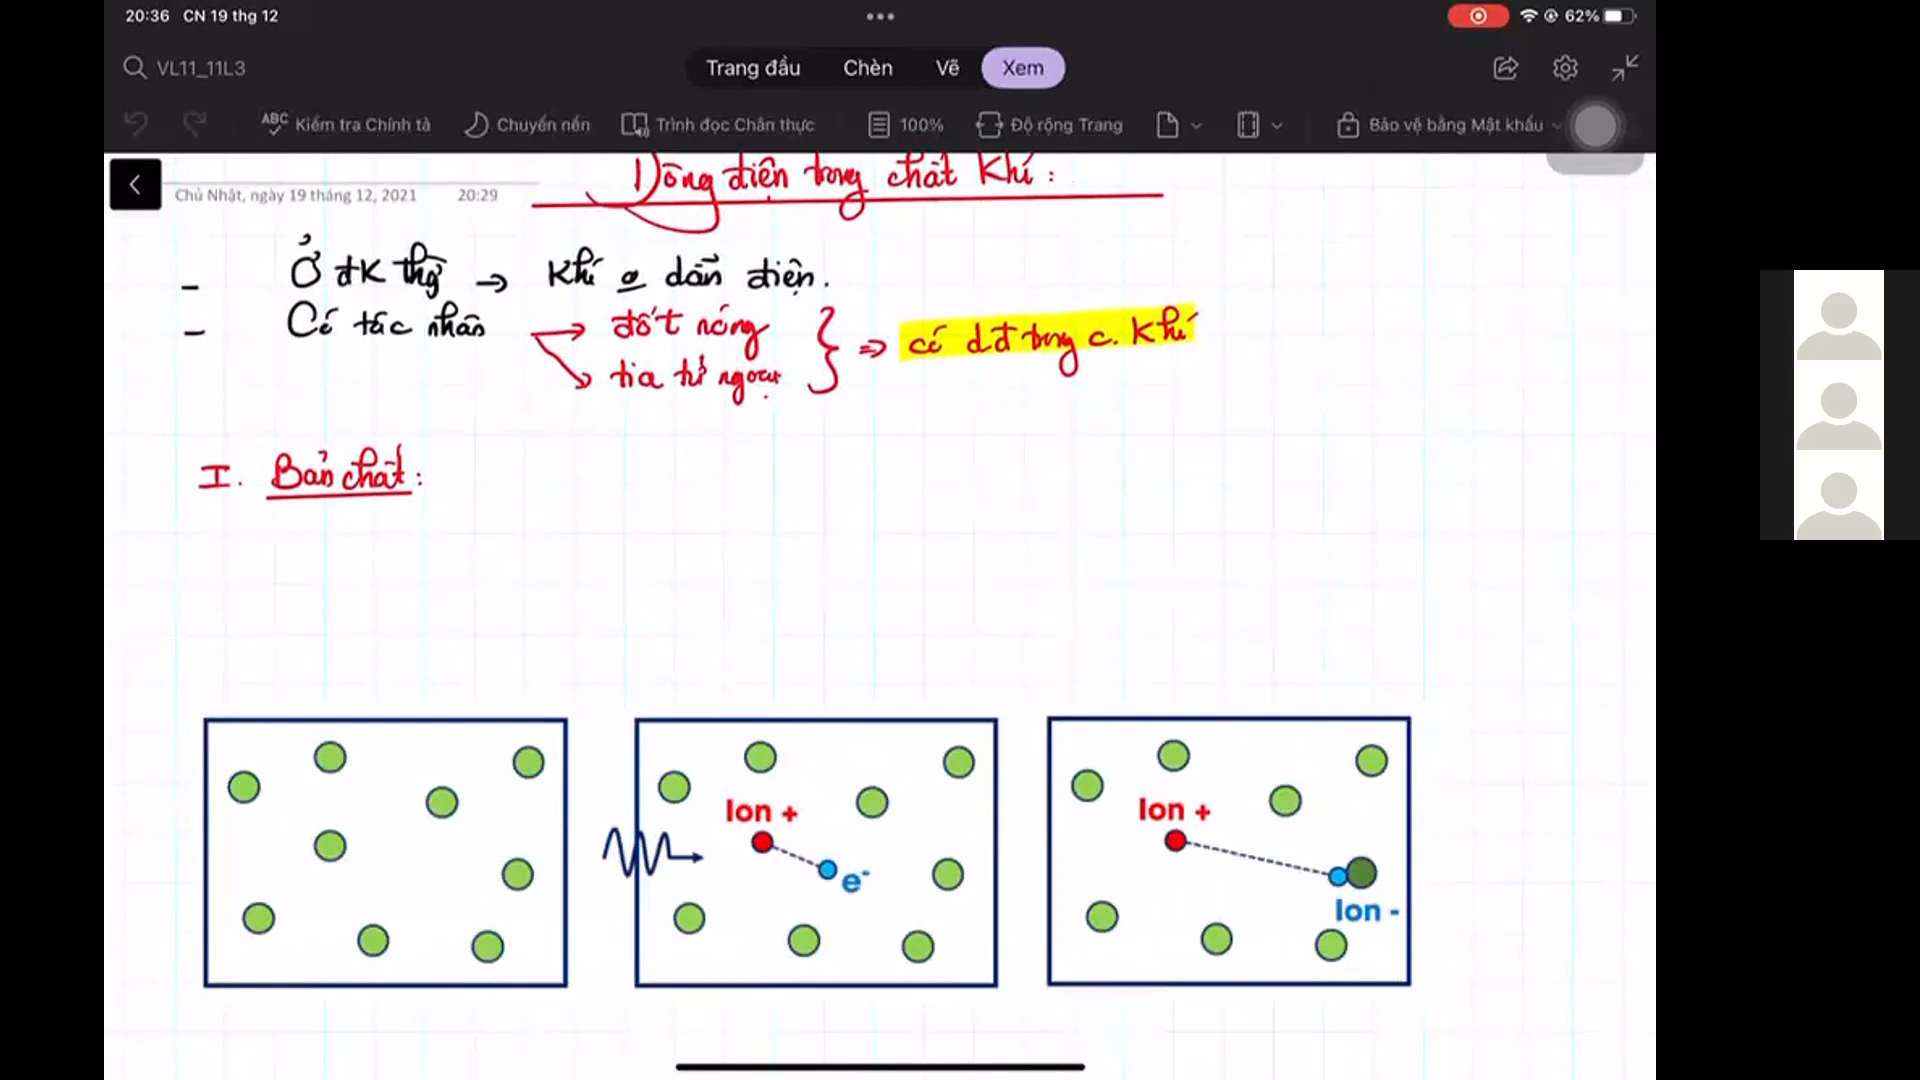 20:36 CN 19 thg 12
62%
VL11_11L3
Trang đầu Chèn Vẽ Xem
Kiểm tra Chính tả Chuyển nền Trình đọc Chân thực 100% Độ rộng Trang Bảo vệ bằng Mật khẩu
Dòng điện trong chất khí:
Chủ Nhật, ngày 19 tháng 12, 2021 20:29
- Ở đk thg → khí dẫn điện.
- Có tác nhân → đốt nóng
→ tia tử ngoại
⇒ có dđ trong c. khí
I. Bản chất:
Ion +
e-
Ion +
Ion -